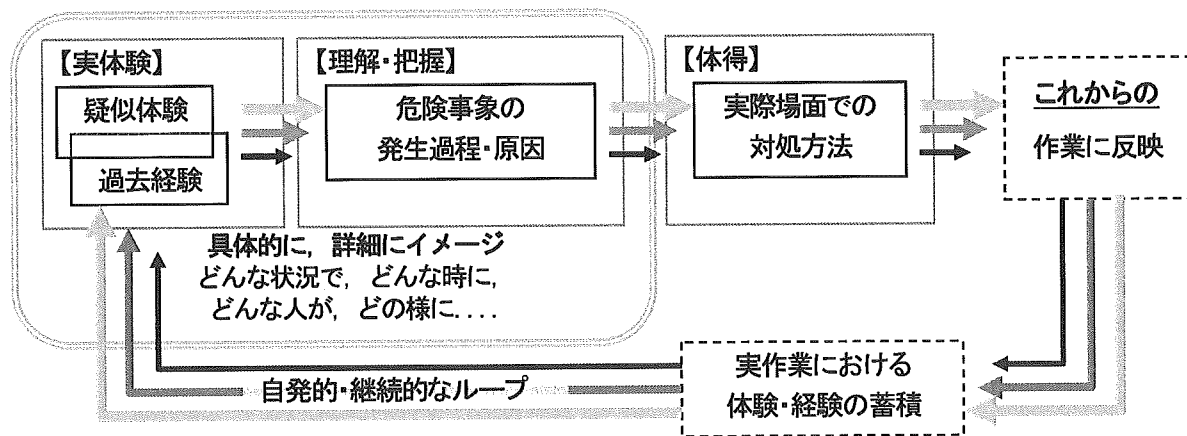 【実体験】
疑似体験
過去経験
【理解・把握】
危険事象の
発生過程・原因
具体的に，詳細にイメージ
どんな状況で，どんな時に，
どんな人が，どの様に....
【体得】
実際場面での
対処方法
これからの
作業に反映
実作業における
体験・経験の蓄積
自発的・継続的なループ